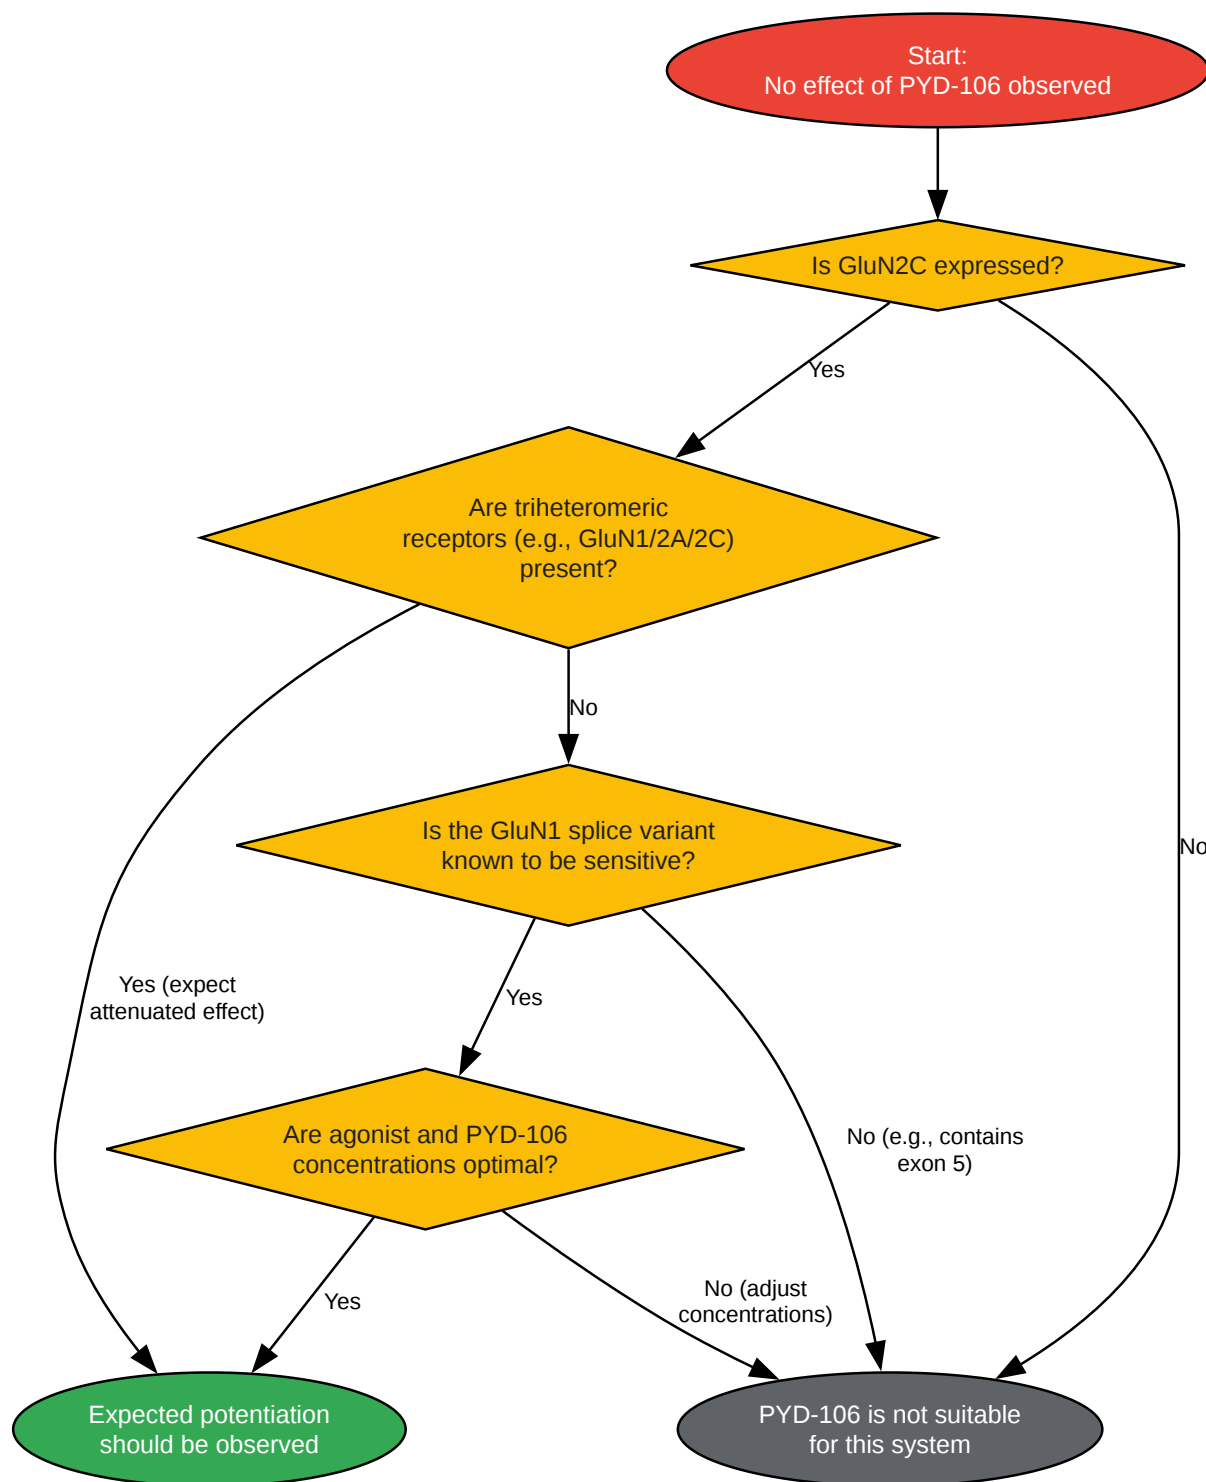 Start:
No effect of PYD-106 observed
Is GluN2C expressed?
Yes
Are triheteromeric
receptors (e.g., GluN1/2A/2C)
present?
No
Is the GluN1 splice variant
known to be sensitive?
No
Yes (expect
attenuated effect)
Yes
Are agonist and PYD-106
concentrations optimal?
No (e.g., contains
exon 5)
Yes
No (adjust
concentrations)
Expected potentiation
should be observed
PYD-106 is not suitable
for this system